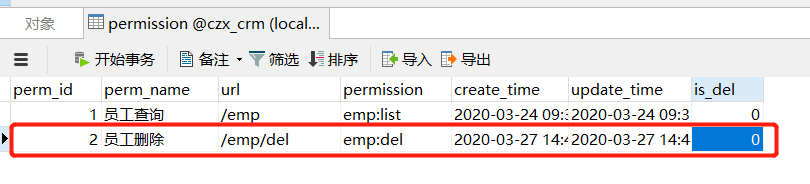 对象 permission @czx_crm (local...
开始事务 备注 筛选 排序 导入 导出
perm_id perm_name url permission create_time update_time is_del
1 员工查询 /emp emp:list 2020-03-24 09:3 2020-03-24 09:3 0
2 员工删除 /emp/del emp:del 2020-03-27 14:4 2020-03-27 14:4 0